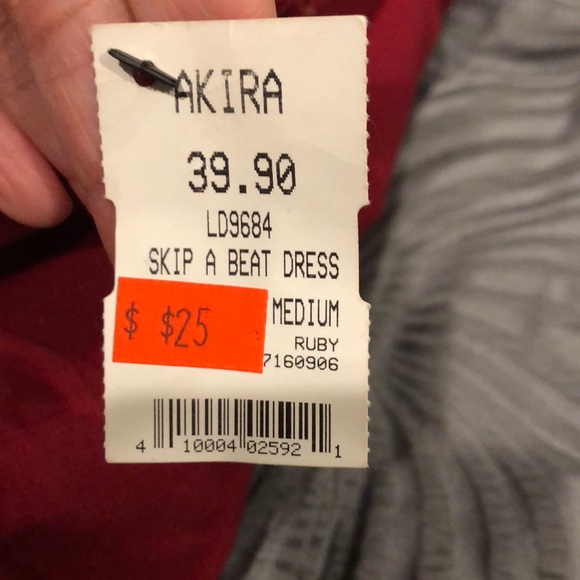 AKIRA
39.90
LD9684
SKIP A BEAT DRESS
$ $25 MEDIUM
RUBY
7160906
4 10004 02592 1